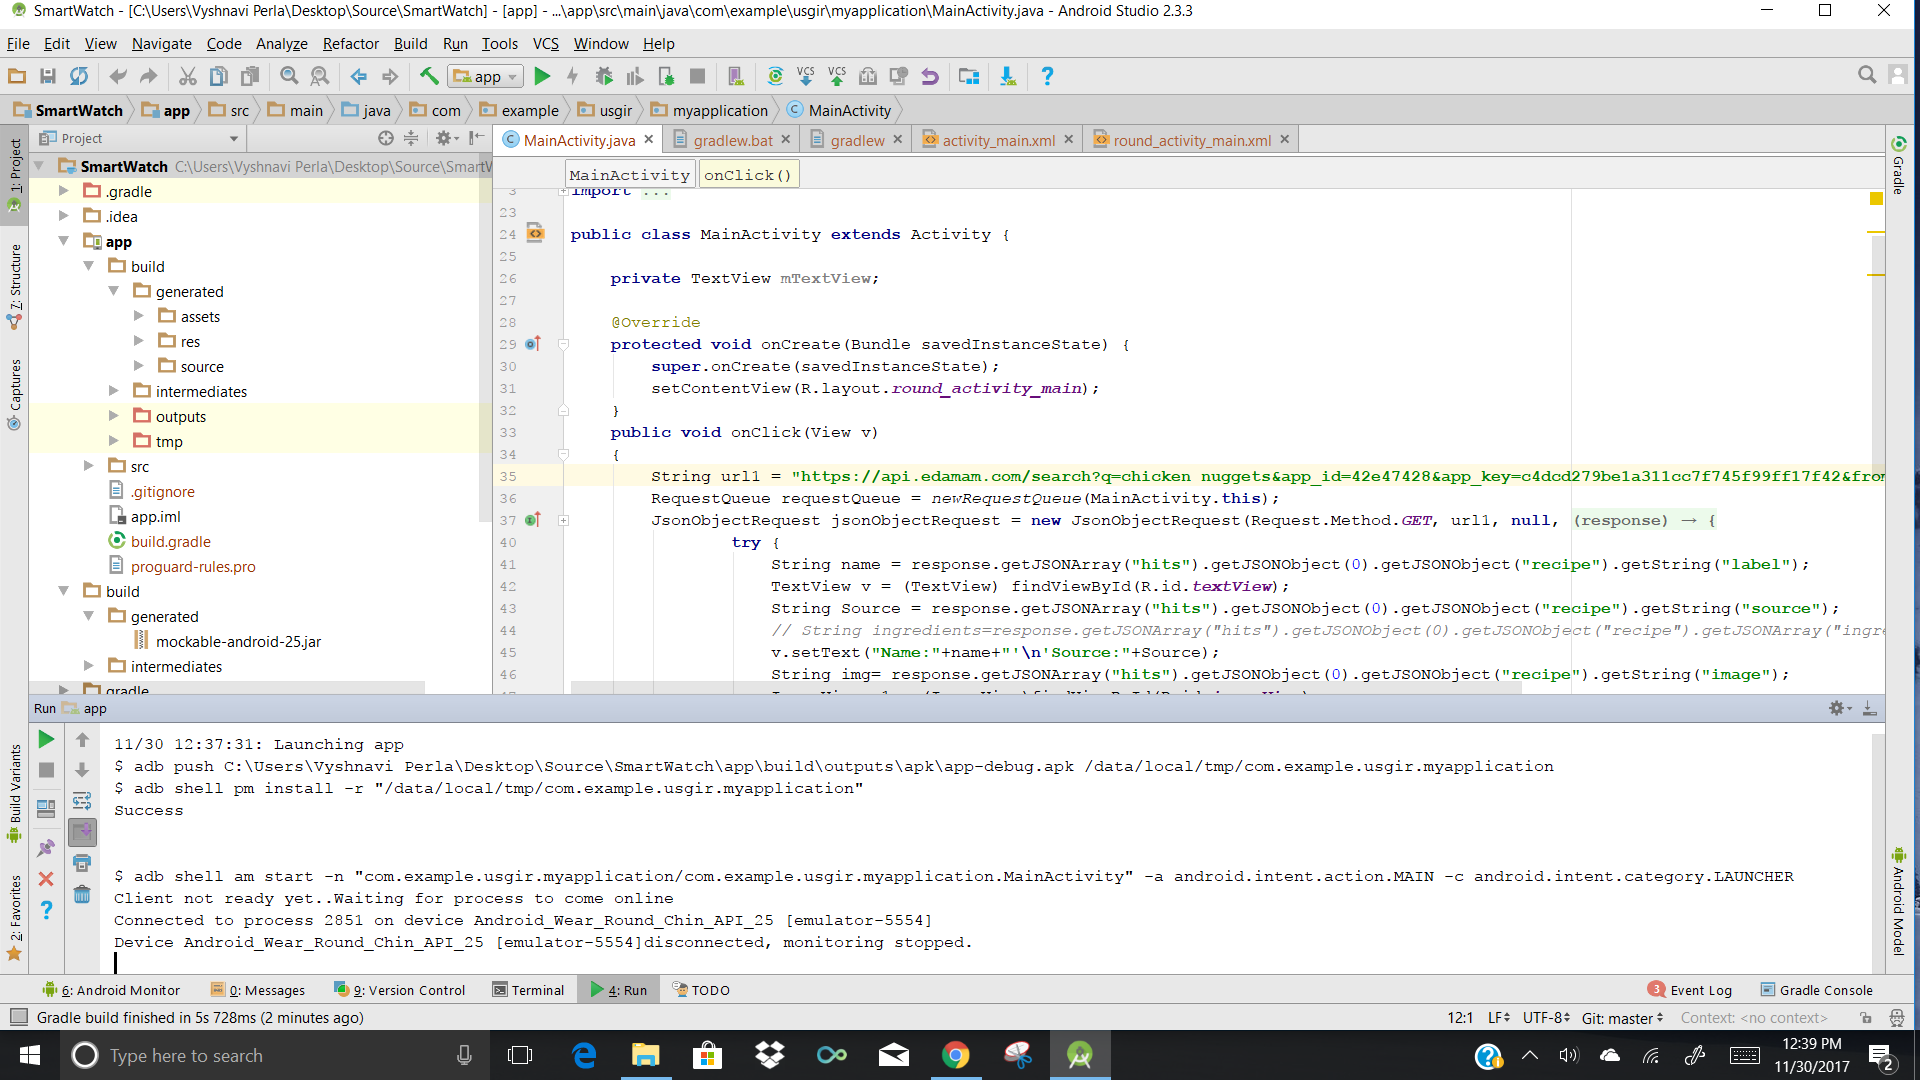 SmartWatch - [C:\Users\Vyshnavi Perla\Desktop\Source\SmartWatch] - [app] - ...\app\src\main\java\com\example\usgir\myapplication\MainActivity.java - Android Studio 2.3.3
File Edit View Navigate Code Analyze Refactor Build Run Tools VCS Window Help
app
VCS VCS
SmartWatch app src main java com example usgir myapplication MainActivity
Project
MainActivity.java gradlew.bat gradlew activity_main.xml round_activity_main.xml
1: Project
7: Structure
Captures
Build Variants
2: Favorites
SmartWatch C:\Users\Vyshnavi Perla\Desktop\Source\SmartW
.gradle
.idea
app
build
generated
assets
res
source
intermediates
outputs
tmp
src
.gitignore
app.iml
build.gradle
proguard-rules.pro
build
generated
mockable-android-25.jar
intermediates
gradle
MainActivity onClick()
3 import ...
23
24 public class MainActivity extends Activity {
25
26 private TextView mTextView;
27
28 @Override
29 protected void onCreate(Bundle savedInstanceState) {
30 super.onCreate(savedInstanceState);
31 setContentView(R.layout.round_activity_main);
32 }
33 public void onClick(View v)
34 {
35 String url1 = "https://api.edamam.com/search?q=chicken nuggets&app_id=42e47428&app_key=c4dcd279be1a311cc7f745f99ff17f42&from
36 RequestQueue requestQueue = newRequestQueue(MainActivity.this);
37 JsonObjectRequest jsonObjectRequest = new JsonObjectRequest(Request.Method.GET, url1, null, (response) → {
40 try {
41 String name = response.getJSONArray("hits").getJSONObject(0).getJSONObject("recipe").getString("label");
42 TextView v = (TextView) findViewById(R.id.textView);
43 String Source = response.getJSONArray("hits").getJSONObject(0).getJSONObject("recipe").getString("source");
44 // String ingredients=response.getJSONArray("hits").getJSONObject(0).getJSONObject("recipe").getJSONArray("ingre
45 v.setText("Name:"+name+"'\n'Source:"+Source);
46 String img= response.getJSONArray("hits").getJSONObject(0).getJSONObject("recipe").getString("image");
Gradle
Android Model
Run app
11/30 12:37:31: Launching app
$ adb push C:\Users\Vyshnavi Perla\Desktop\Source\SmartWatch\app\build\outputs\apk\app-debug.apk /data/local/tmp/com.example.usgir.myapplication
$ adb shell pm install -r "/data/local/tmp/com.example.usgir.myapplication"
Success
$ adb shell am start -n "com.example.usgir.myapplication/com.example.usgir.myapplication.MainActivity" -a android.intent.action.MAIN -c android.intent.category.LAUNCHER
Client not ready yet..Waiting for process to come online
Connected to process 2851 on device Android_Wear_Round_Chin_API_25 [emulator-5554]
Device Android_Wear_Round_Chin_API_25 [emulator-5554]disconnected, monitoring stopped.
6: Android Monitor 0: Messages 9: Version Control Terminal 4: Run TODO 3 Event Log Gradle Console
Gradle build finished in 5s 728ms (2 minutes ago) 12:1 LF UTF-8 Git: master Context: <no context>
Type here to search
12:39 PM
11/30/2017
2